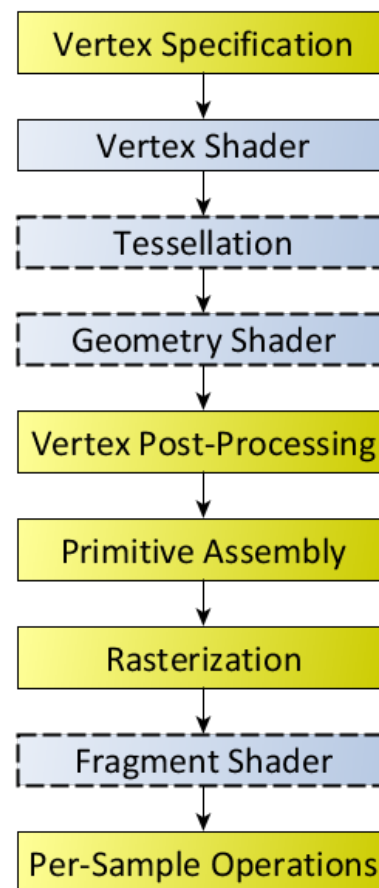 Vertex Specification
Vertex Shader
Tessellation
Geometry Shader
Vertex Post-Processing
Primitive Assembly
Rasterization
Fragment Shader
Per-Sample Operations